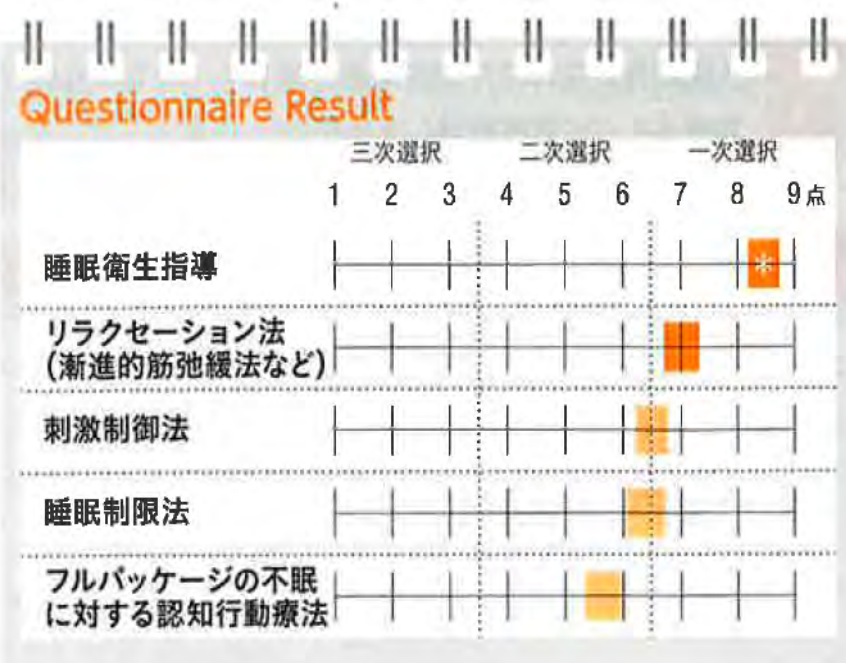 Questionnaire Result
三次選択 二次選択 一次選択
1 2 3 4 5 6 7 8 9点
睡眠衛生指導
*
リラクセーション法
(漸進的筋弛緩法など)
刺激制御法
睡眠制限法
フルパッケージの不眠
に対する認知行動療法